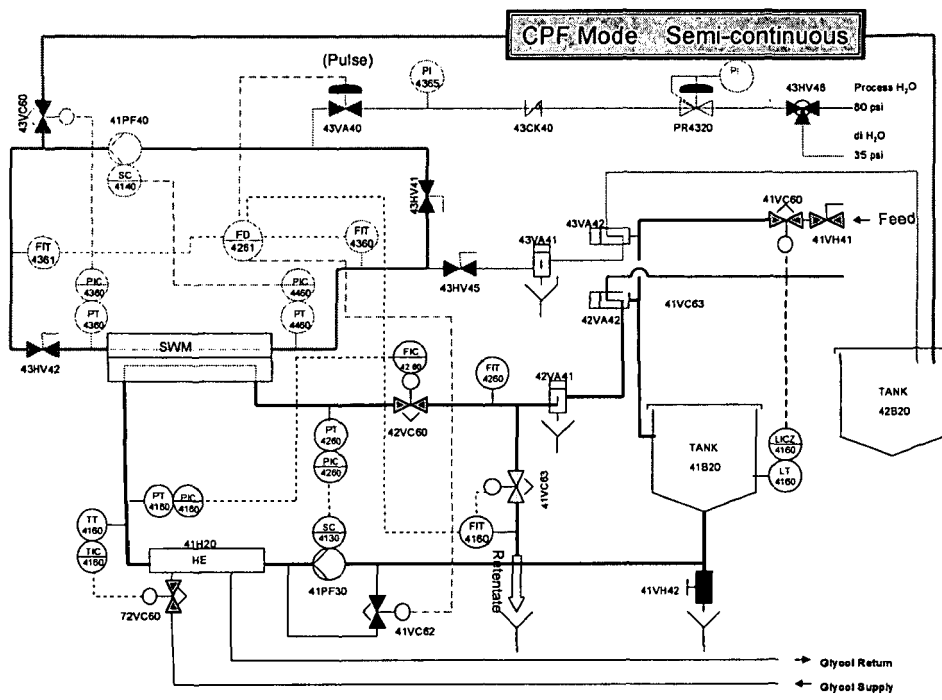 CPF Mode Semi-continuous
(Pulse)
PI
4365
PI
43HV46
Process H₂O
80 psi
43VC60
41PF40
43VA40
43CK40
PR4320
di H₂O
35 psi
SC
4140
43HV41
43VA42
41VC60
Feed
FIT
4361
FD
4261
FIT
4360
43VA41
41VH41
PIC
4360
PIC
4460
43HV45
42VA42
41VC63
PT
4360
PT
4460
43HV42
SWM
FIC
4260
FIT
4260
42VA41
TANK
42B20
42VC60
PT
4260
PIC
4260
TANK
41B20
LICZ
4160
LT
4160
41VC63
PT
4160
PIC
4160
TT
4160
TIC
4160
SC
4130
FIT
4160
41H20
HE
Retentate
41PF30
41VH42
72VC60
41VC62
Glycol Return
Glycol Supply